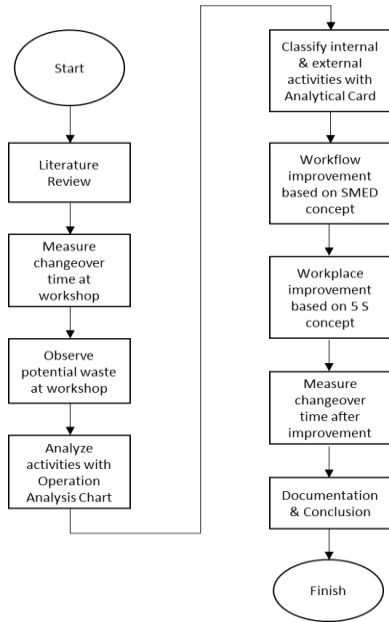 Start
Literature
Review
Measure
changeover
time at
workshop
Observe
potential waste
at workshop
Analyze
activities with
Operation
Analysis Chart
Classify internal
& external
activities with
Analytical Card
Workflow
improvement
based on SMED
concept
Workplace
improvement
based on 5 S
concept
Measure
changeover
time after
improvement
Documentation
& Conclusion
Finish